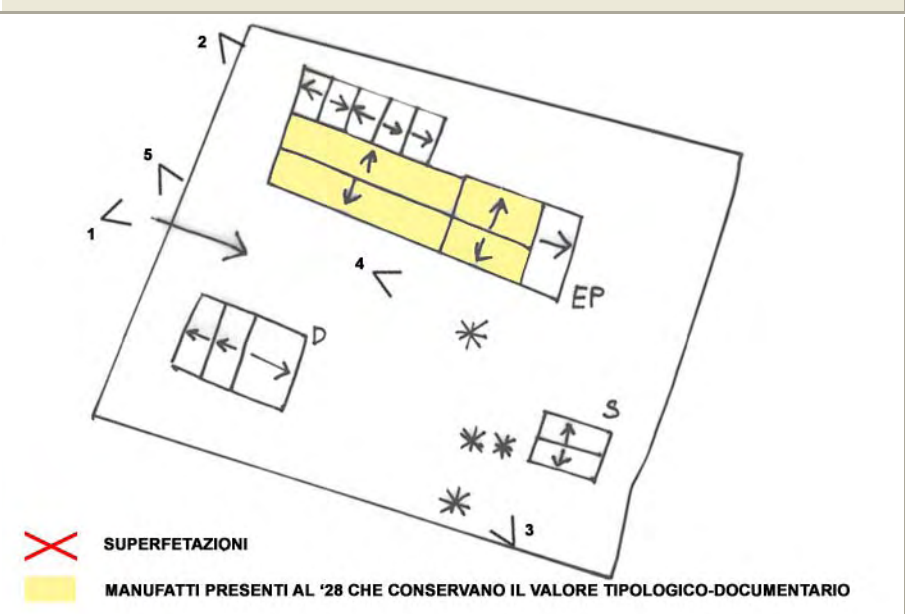 2
5
1
4
EP
D
S
3
SUPERFETAZIONI
MANUFATTI PRESENTI AL '28 CHE CONSERVANO IL VALORE TIPOLOGICO-DOCUMENTARIO